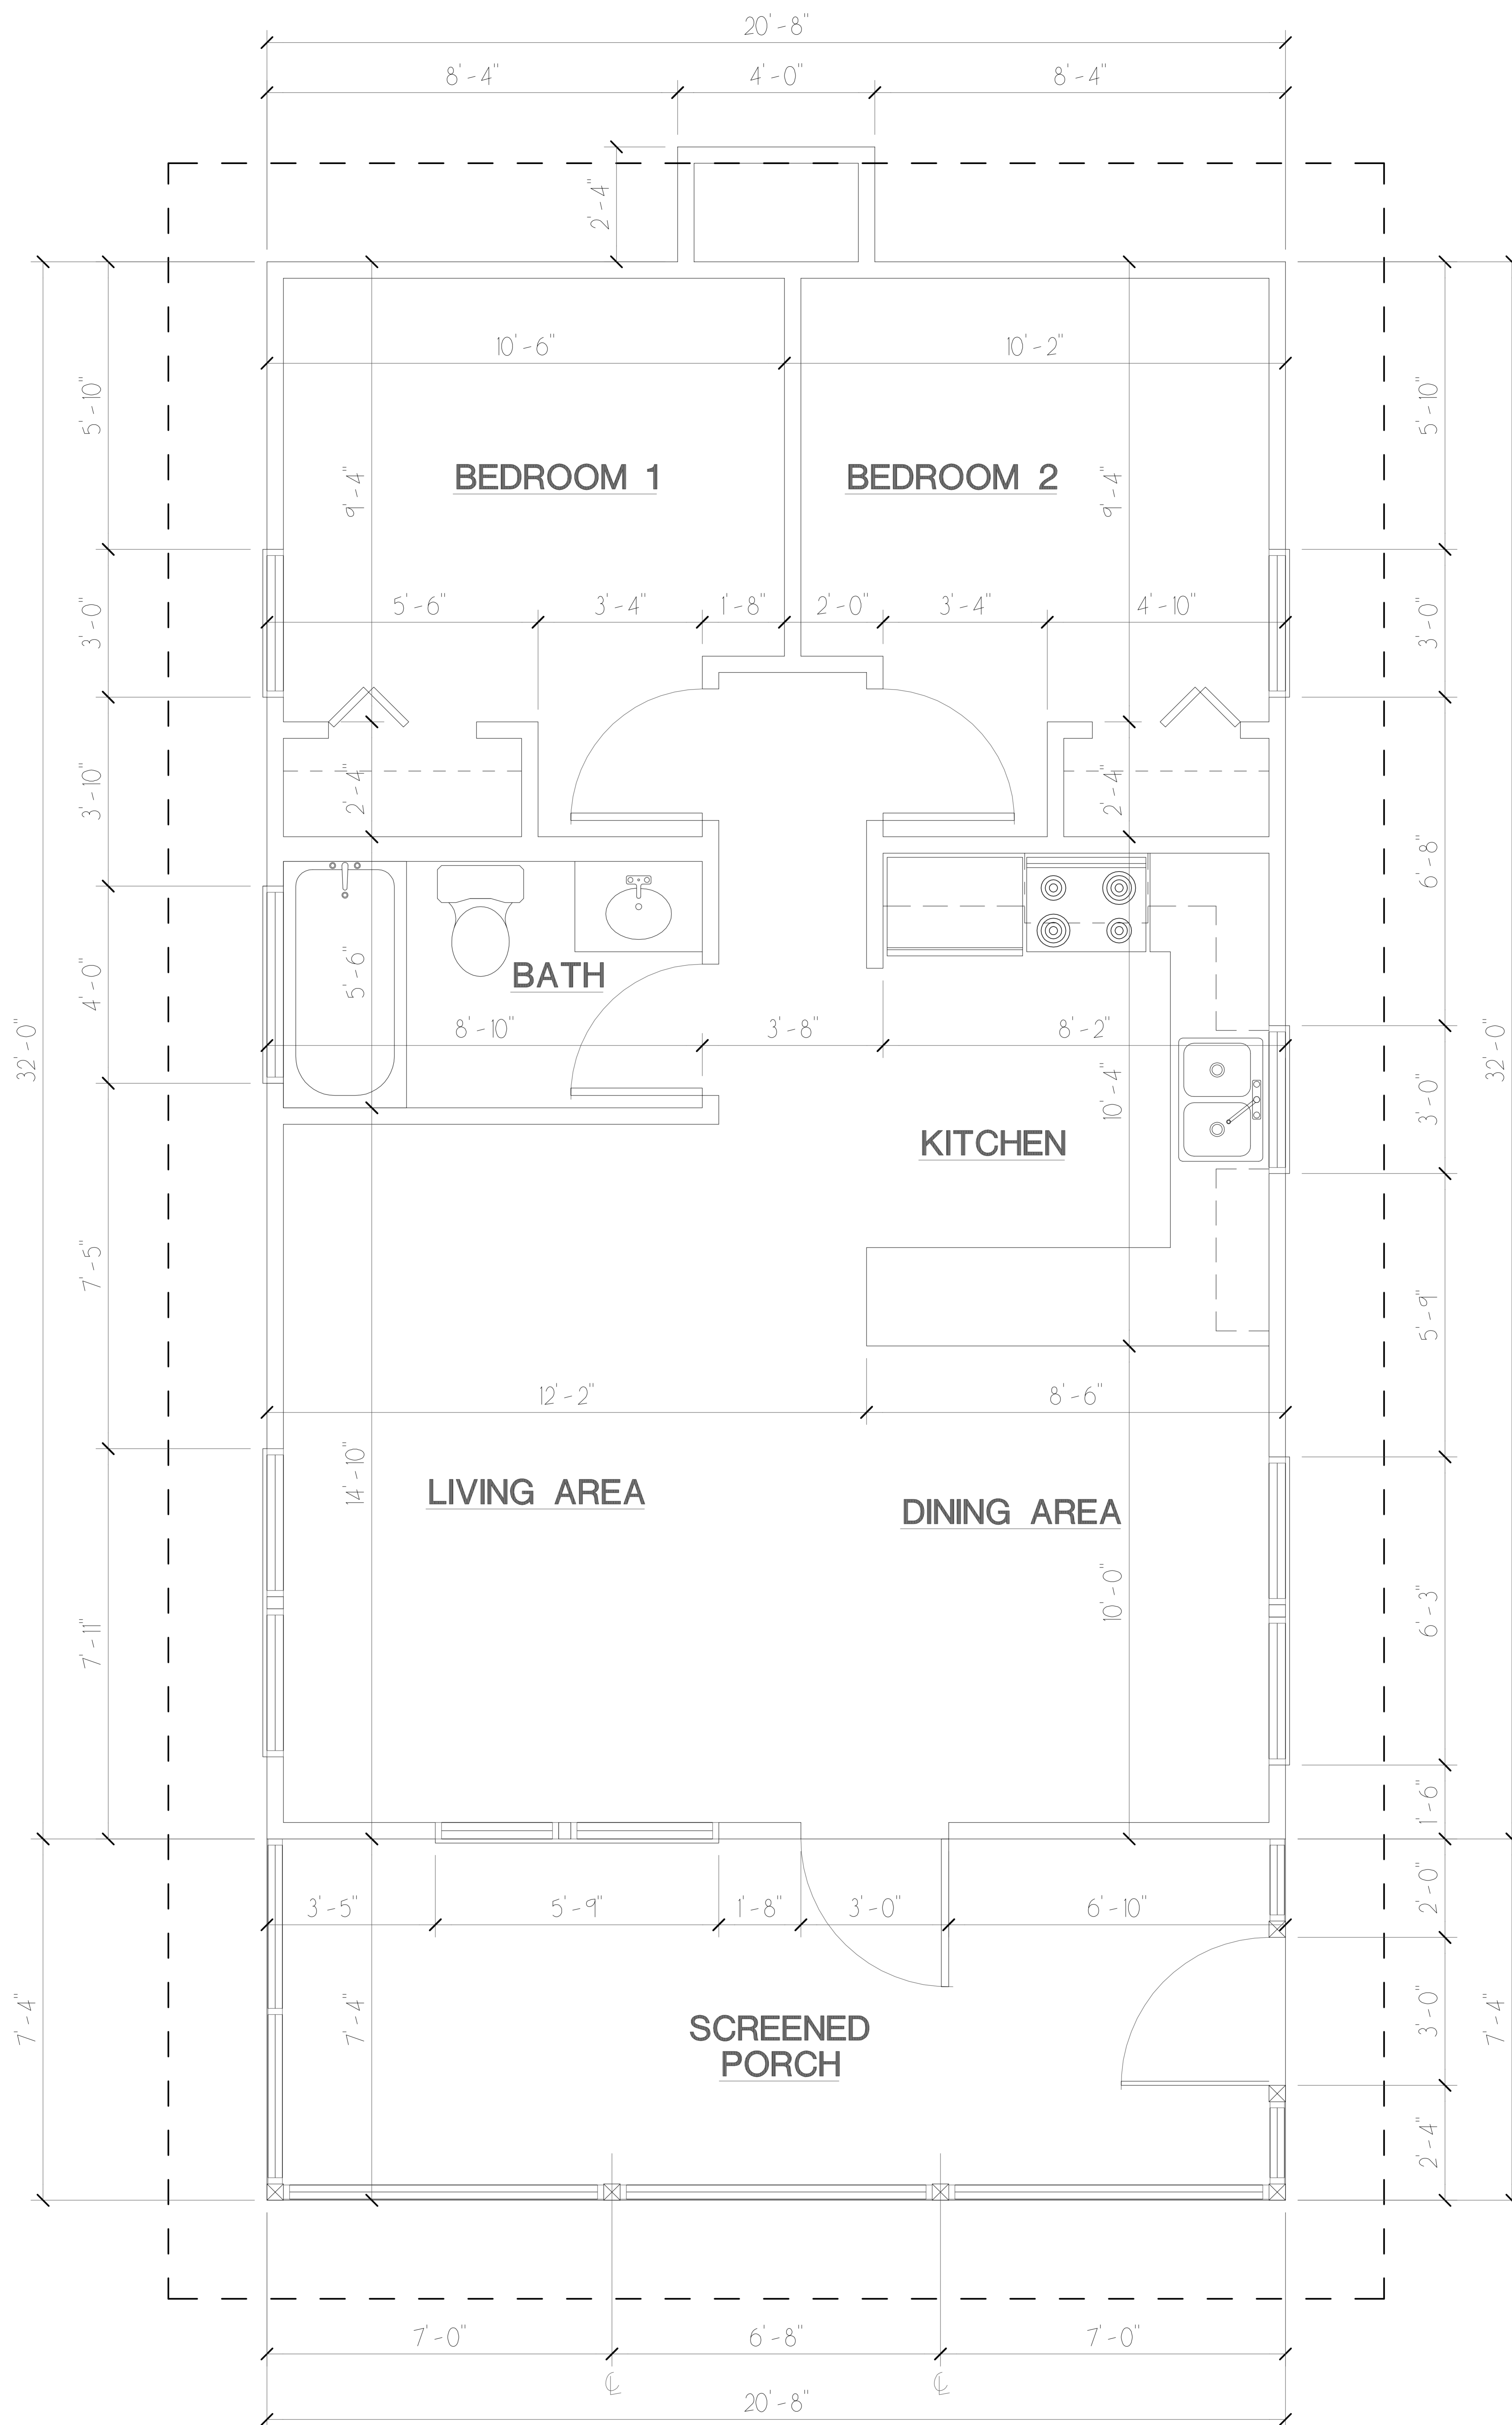 20'-8"
8'-4" 4'-0" 8'-4"
2'-4"
10'-6" 10'-2"
5'-10" 5'-10"
BEDROOM 1 BEDROOM 2
9'-4" 9'-4"
5'-6" 3'-4" 1'-8" 2'-0" 3'-4" 4'-10"
3'-0" 3'-0"
3'-10" 2'-4" 2'-4"
6'-8"
4'-0" 5'-6" BATH
8'-10" 3'-8" 8'-2"
32'-0" 32'-0"
10'-4" 3'-0"
KITCHEN
7'-5" 5'-9"
12'-2" 8'-6"
14'-10" LIVING AREA
DINING AREA
10'-0"
7'-11" 6'-3"
1'-6"
3'-5" 5'-9" 1'-8" 3'-0" 6'-10" 2'-0"
7'-4" 7'-4" 3'-0" 7'-4"
SCREENED
PORCH
2'-4"
7'-0" 6'-8" 7'-0"
℄ ℄
20'-8"